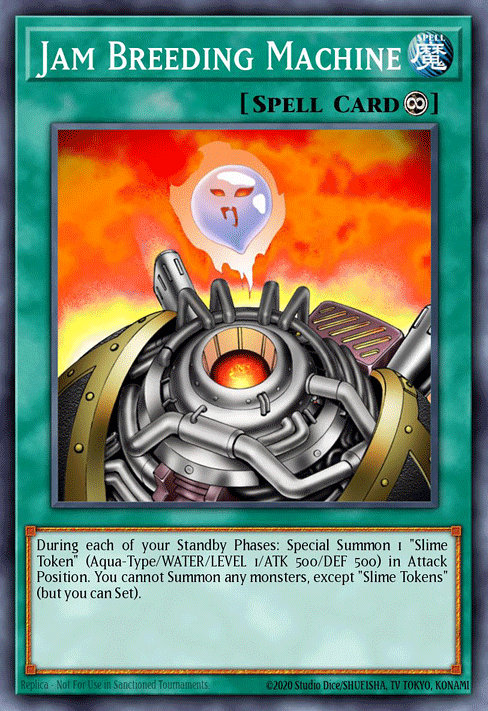 JAM BREEDING MACHINE
SPELL
魔
[SPELL CARD]
During each of your Standby Phases: Special Summon 1 "Slime
Token" (Aqua-Type/WATER/LEVEL 1/ATK 500/DEF 500) in Attack
Position. You cannot Summon any monsters, except "Slime Tokens"
(but you can Set).
Replica - Not For Use in Sanctioned Tournaments
©2020 Studio Dice/SHUEISHA, TV TOKYO, KONAMI